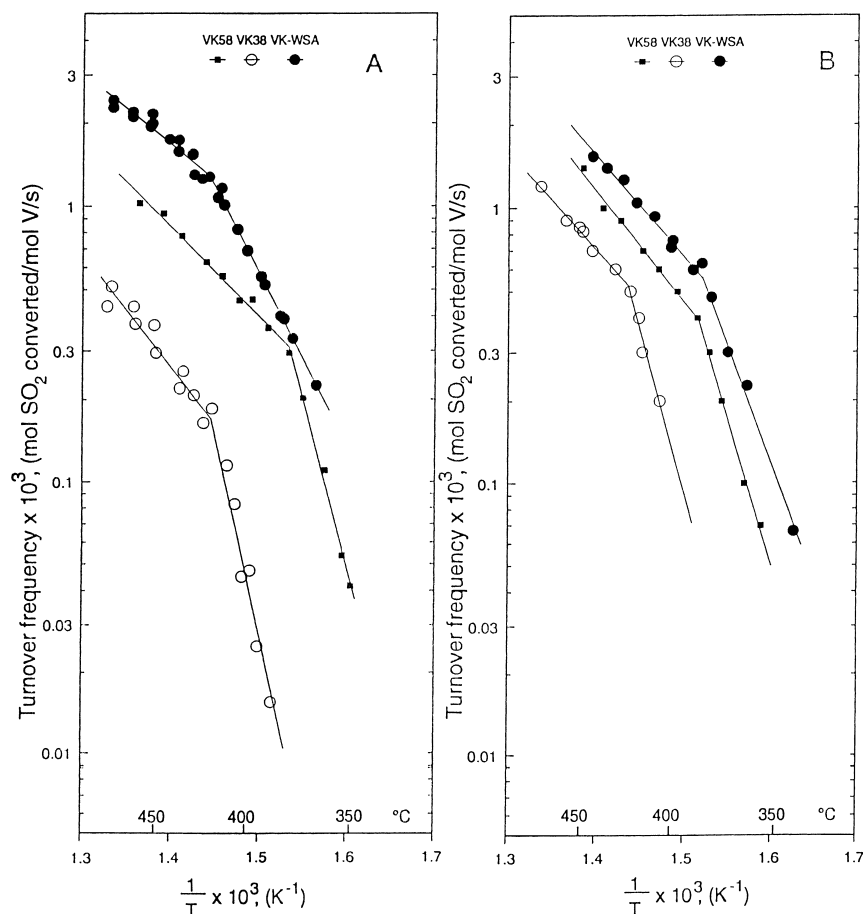 VK58 VK38 VK-WSA
A
3
1
0.3
0.1
0.03
0.01
Turnover frequency x 10³, (mol SO₂ converted/mol V/s)
450 400 350 °C
1.3 1.4 1.5 1.6 1.7
1/T x 10³, (K⁻¹)
VK58 VK38 VK-WSA
B
3
1
0.3
0.1
0.03
0.01
Turnover frequency x 10³, (mol SO₂ converted/mol V/s)
450 400 350 °C
1.3 1.4 1.5 1.6 1.7
1/T x 10³, (K⁻¹)